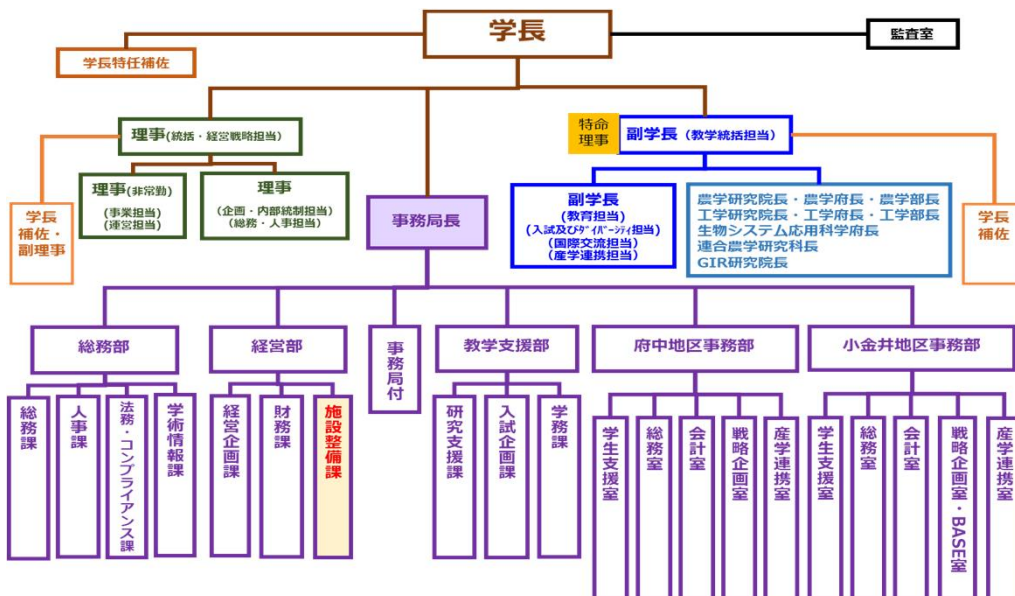 学長
監査室
学長特任補佐
理事(統括・経営戦略担当)
特命
理事
副学長（教学統括担当）
理事(非常勤)
(事業担当)
(運営担当)
理事
(企画・内部統制担当)
(総務・人事担当)
学長
補佐・
副理事
事務局長
副学長
(教育担当)
(入試及びﾀﾞｲﾊﾞｰｼﾃｨ担当)
(国際交流担当)
(産学連携担当)
農学研究院長・農学府長・農学部長
工学研究院長・工学府長・工学部長
生物システム応用科学府長
連合農学研究科長
GIR研究院長
学長
補佐
総務部
経営部
事務局付
教学支援部
府中地区事務部
小金井地区事務部
総務課
人事課
法務・コンプライアンス課
学術情報課
経営企画課
財務課
施設整備課
研究支援課
入試企画課
学務課
学生支援室
総務室
会計室
戦略企画室
産学連携室
学生支援室
総務室
会計室
戦略企画室・BASE室
産学連携室